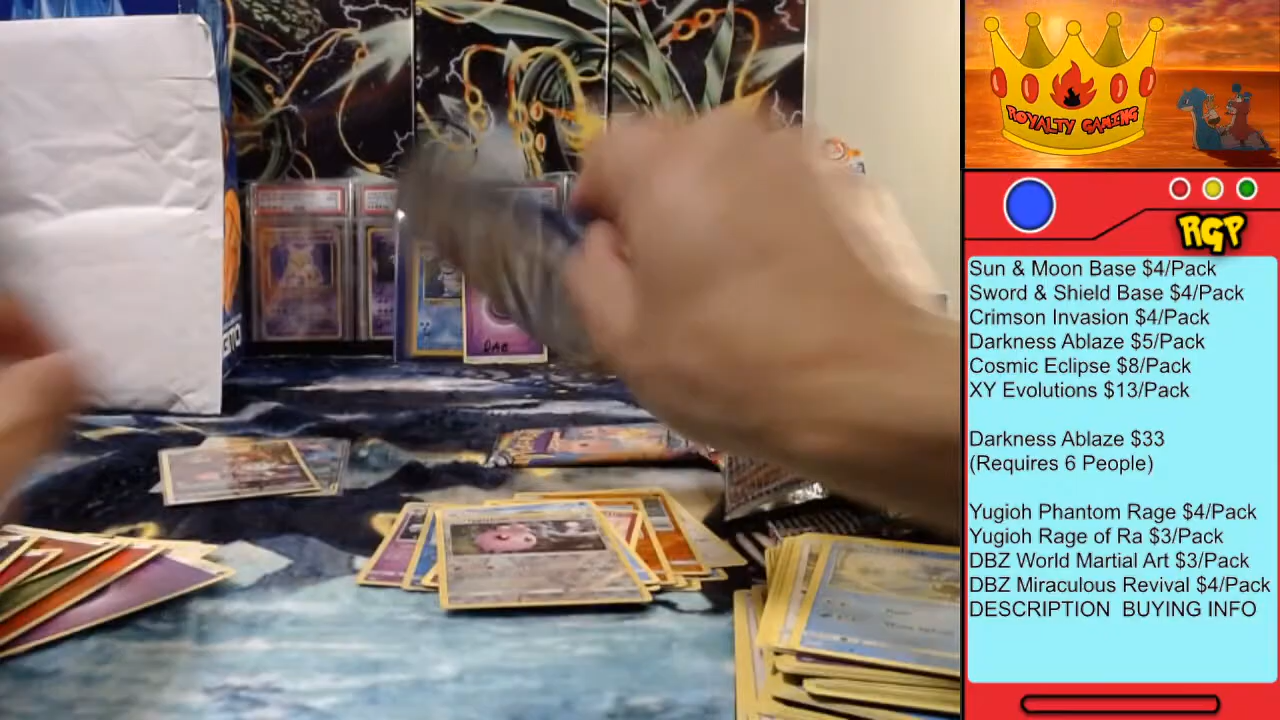 ROYALTY GAMING
RGP
Sun & Moon Base $4/Pack
Sword & Shield Base $4/Pack
Crimson Invasion $4/Pack
Darkness Ablaze $5/Pack
Cosmic Eclipse $8/Pack
XY Evolutions $13/Pack
Darkness Ablaze $33
(Requires 6 People)
Yugioh Phantom Rage $4/Pack
Yugioh Rage of Ra $3/Pack
DBZ World Martial Art $3/Pack
DBZ Miraculous Revival $4/Pack
DESCRIPTION BUYING INFO
DAB